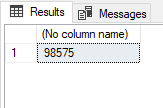 Results Messages
(No column name)
1 98575